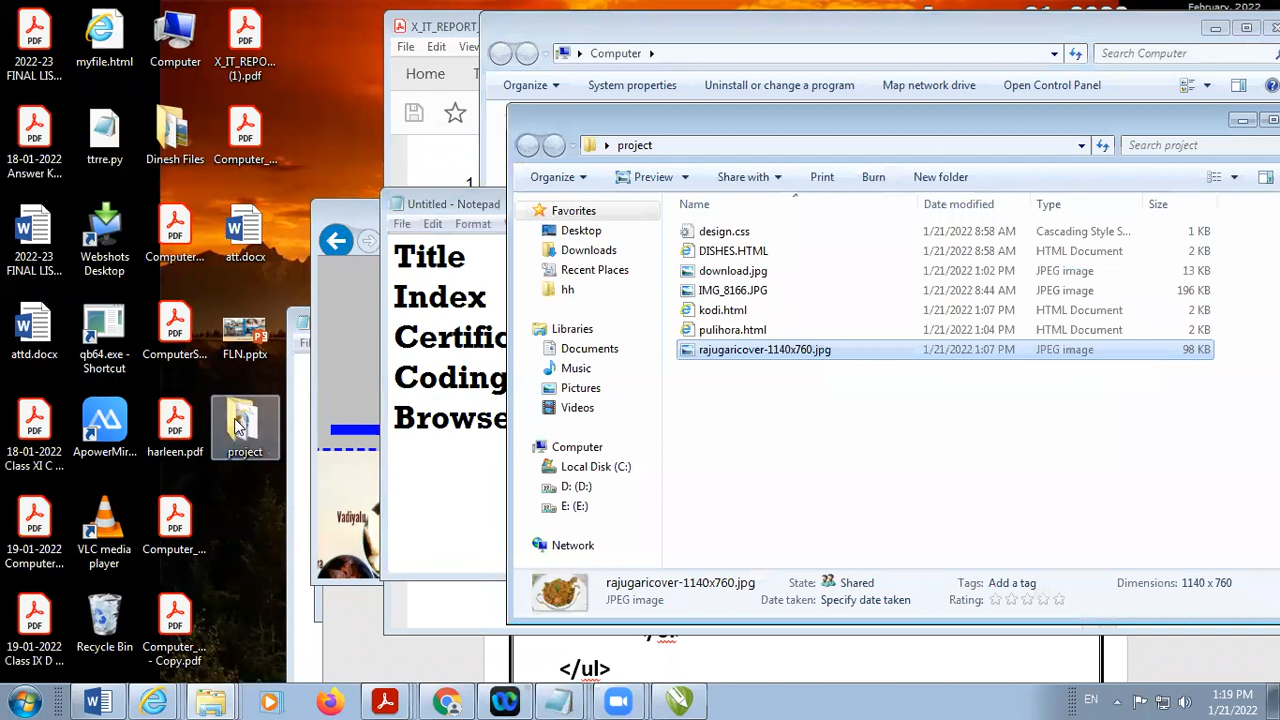 February, 2022
2022-23
FINAL LIS...
myfile.html
Computer
X_IT_REPO...
(1).pdf
18-01-2022
Answer K...
ttrre.py
Dinesh Files
Computer_...
2022-23
FINAL LIS...
Webshots
Desktop
Computer...
att.docx
attd.docx
qb64.exe -
Shortcut
ComputerS...
FLN.pptx
18-01-2022
Class XI C ...
ApowerMir...
harleen.pdf
project
19-01-2022
Computer...
VLC media
player
Computer_...
19-01-2022
Class IX D ...
Recycle Bin
Computer_...
- Copy.pdf
X_IT_REPORT
File Edit View
Home
Computer
Search Computer
Organize System properties Uninstall or change a program Map network drive Open Control Panel
Untitled - Notepad
File Edit Format
Title
Index
Certific
Coding
Browse
Vadiyalu
project
Search project
Organize Preview Share with Print Burn New folder
Favorites
Desktop
Downloads
Recent Places
hh
Libraries
Documents
Music
Pictures
Videos
Computer
Local Disk (C:)
D: (D:)
E: (E:)
Network
Name Date modified Type Size
design.css 1/21/2022 8:58 AM Cascading Style S... 1 KB
DISHES.HTML 1/21/2022 8:58 AM HTML Document 2 KB
download.jpg 1/21/2022 1:02 PM JPEG image 13 KB
IMG_8166.JPG 1/21/2022 8:44 AM JPEG image 196 KB
kodi.html 1/21/2022 1:07 PM HTML Document 2 KB
pulihora.html 1/21/2022 1:04 PM HTML Document 2 KB
rajugaricover-1140x760.jpg 1/21/2022 1:07 PM JPEG image 98 KB
rajugaricover-1140x760.jpg State: Shared Tags: Add a tag Dimensions: 1140 x 760
JPEG image Date taken: Specify date taken Rating:
</ul>
EN
1:19 PM
1/21/2022